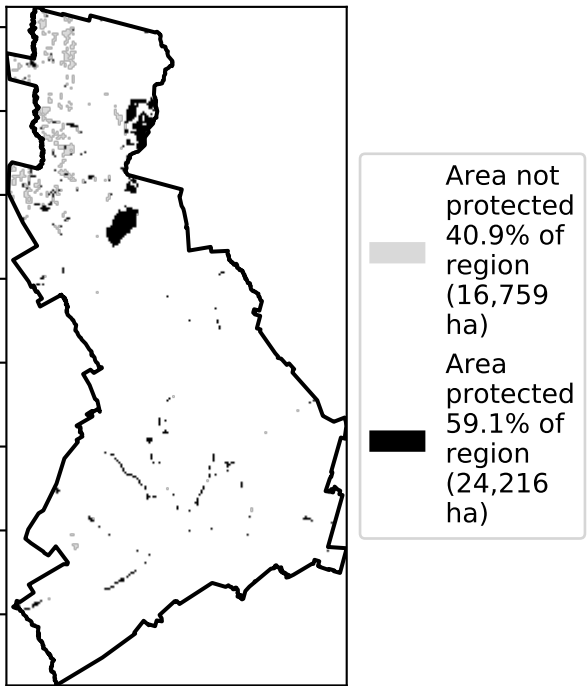 Area not
protected
40.9% of
region
(16,759
ha)
Area
protected
59.1% of
region
(24,216
ha)